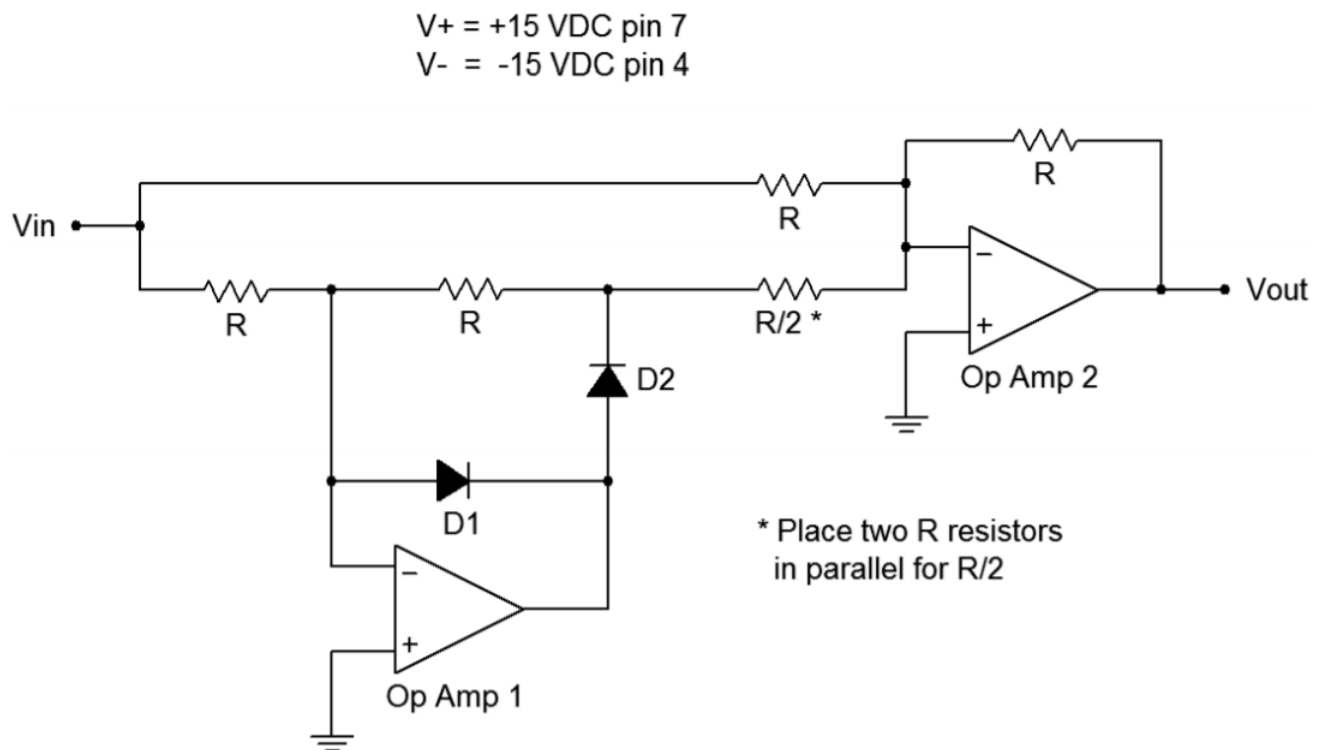 V+ = +15 VDC pin 7
V- = -15 VDC pin 4
R
R
Vin
R
R
R/2 *
−
+
Vout
Op Amp 2
D2
D1
* Place two R resistors
in parallel for R/2
−
+
Op Amp 1